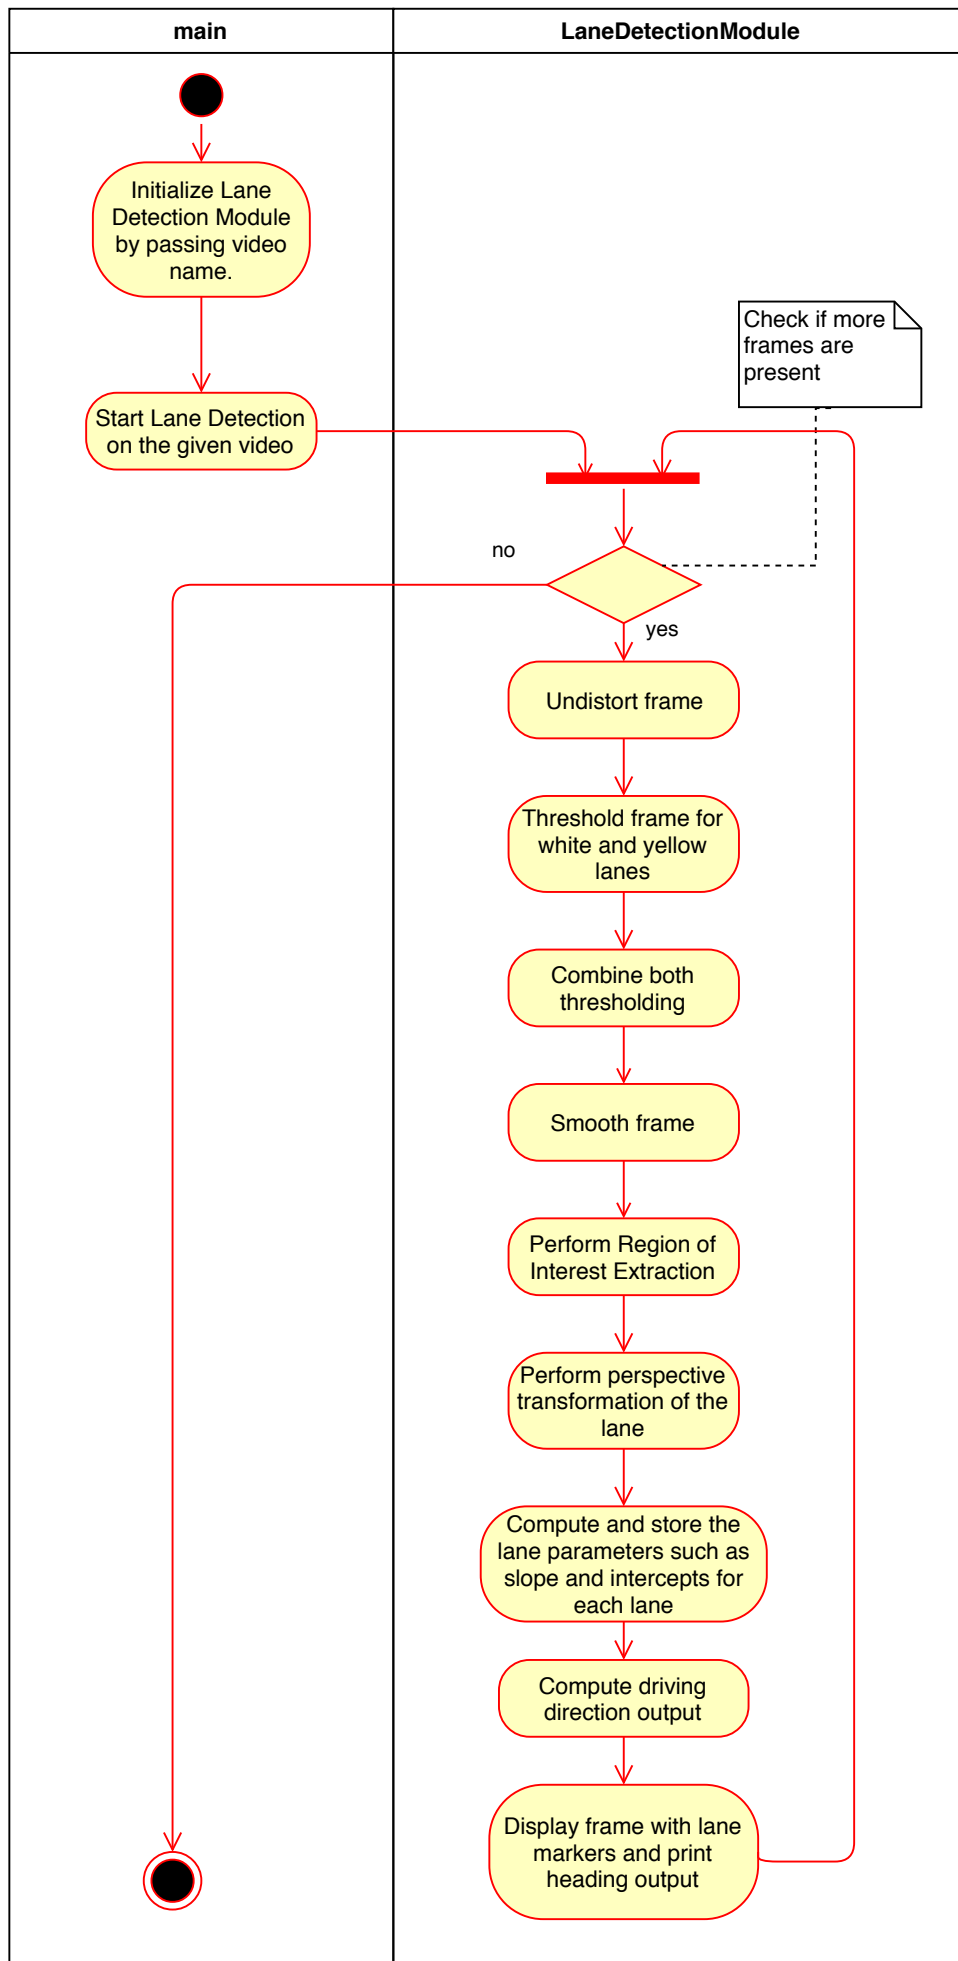 main
LaneDetectionModule
Initialize Lane
Detection Module
by passing video
name.
Check if more
frames are
present
Start Lane Detection
on the given video
no
yes
Undistort frame
Threshold frame for
white and yellow
lanes
Combine both
thresholding
Smooth frame
Perform Region of
Interest Extraction
Perform perspective
transformation of the
lane
Compute and store the
lane parameters such as
slope and intercepts for
each lane
Compute driving
direction output
Display frame with lane
markers and print
heading output